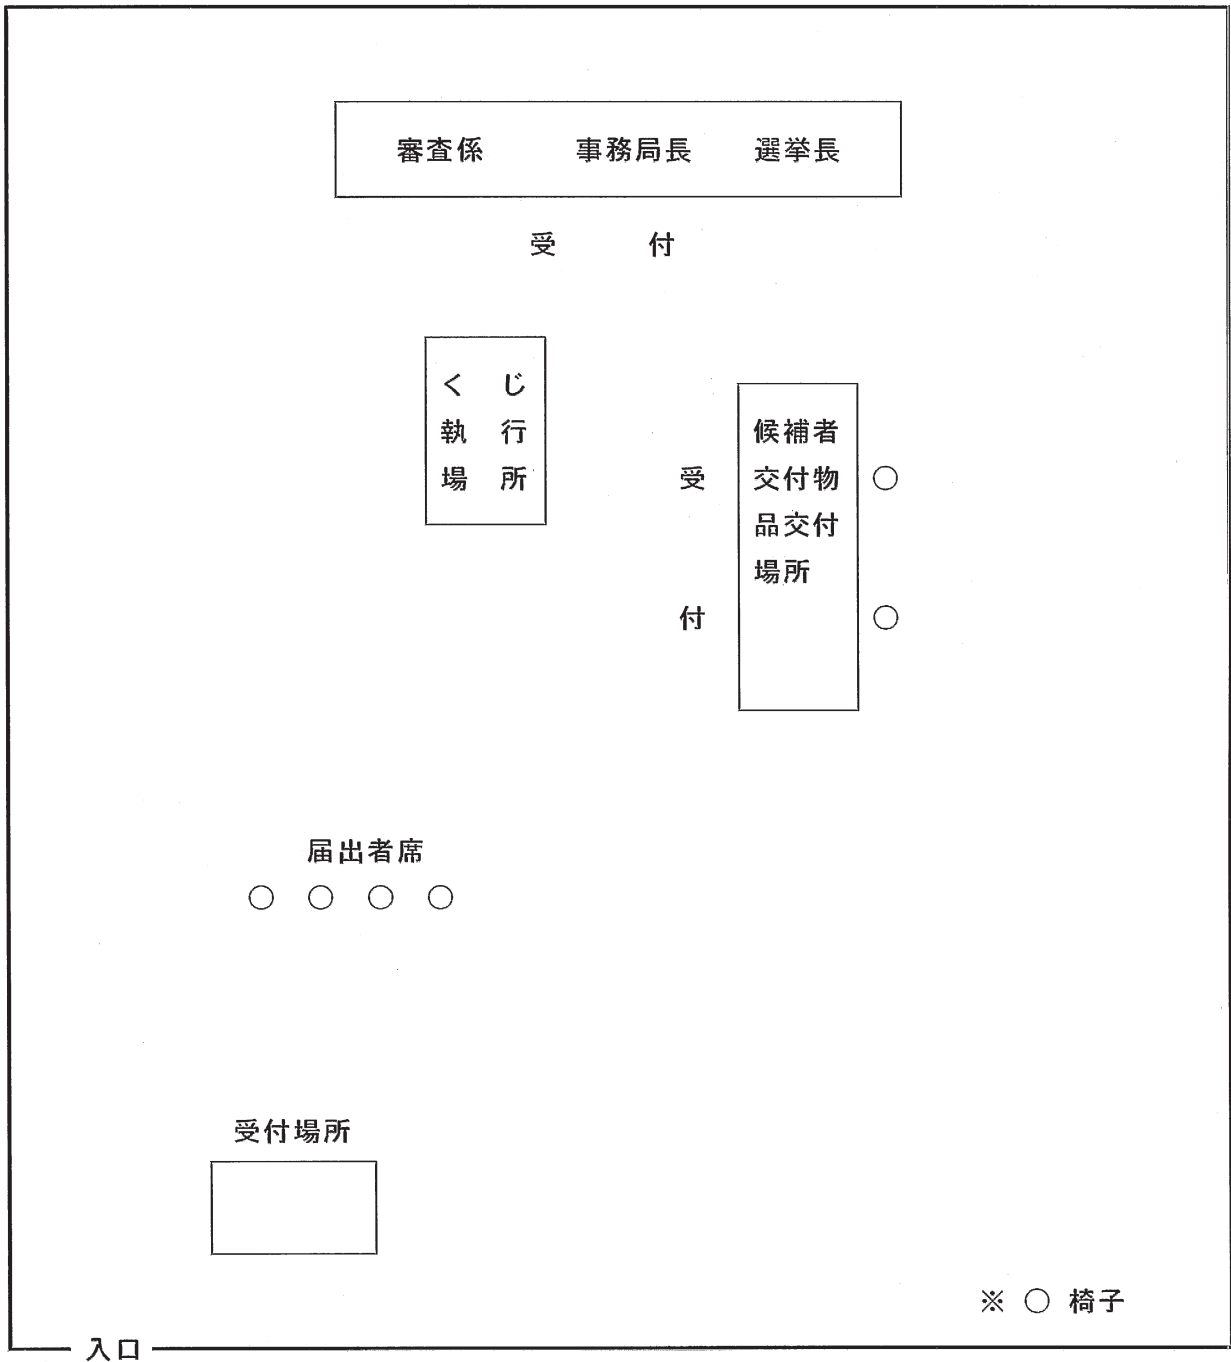 審査係 事務局長 選挙長
受 付
く じ
執 行
場 所
候補者
交付物
品交付
場所
受
付
届出者席
○ ○ ○ ○
受付場所
※ ○ 椅子
入口